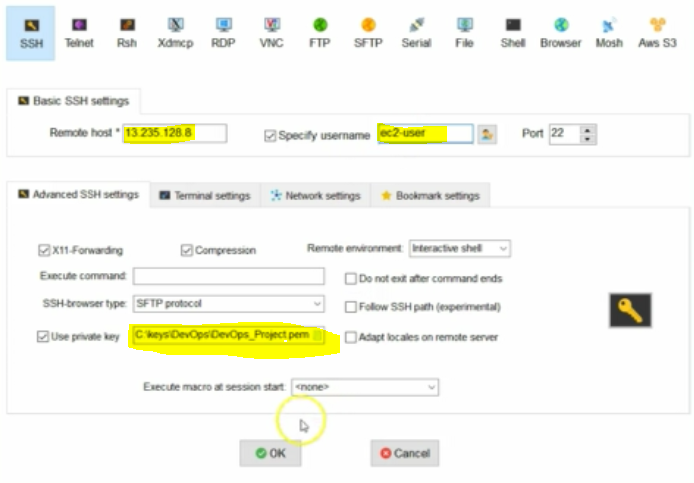 SSH Telnet Rsh Xdmcp RDP VNC FTP SFTP Serial File Shell Browser Mosh Aws S3
Basic SSH settings
Remote host * 13.235.128.8 Specify username ec2-user Port 22
Advanced SSH settings Terminal settings Network settings Bookmark settings
X11-Forwarding Compression Remote environment: Interactive shell
Execute command: Do not exit after command ends
SSH-browser type: SFTP protocol Follow SSH path (experimental)
Use private key C:\keys\DevOps\DevOps_Project.pem Adapt locales on remote server
Execute macro at session start: <none>
OK Cancel